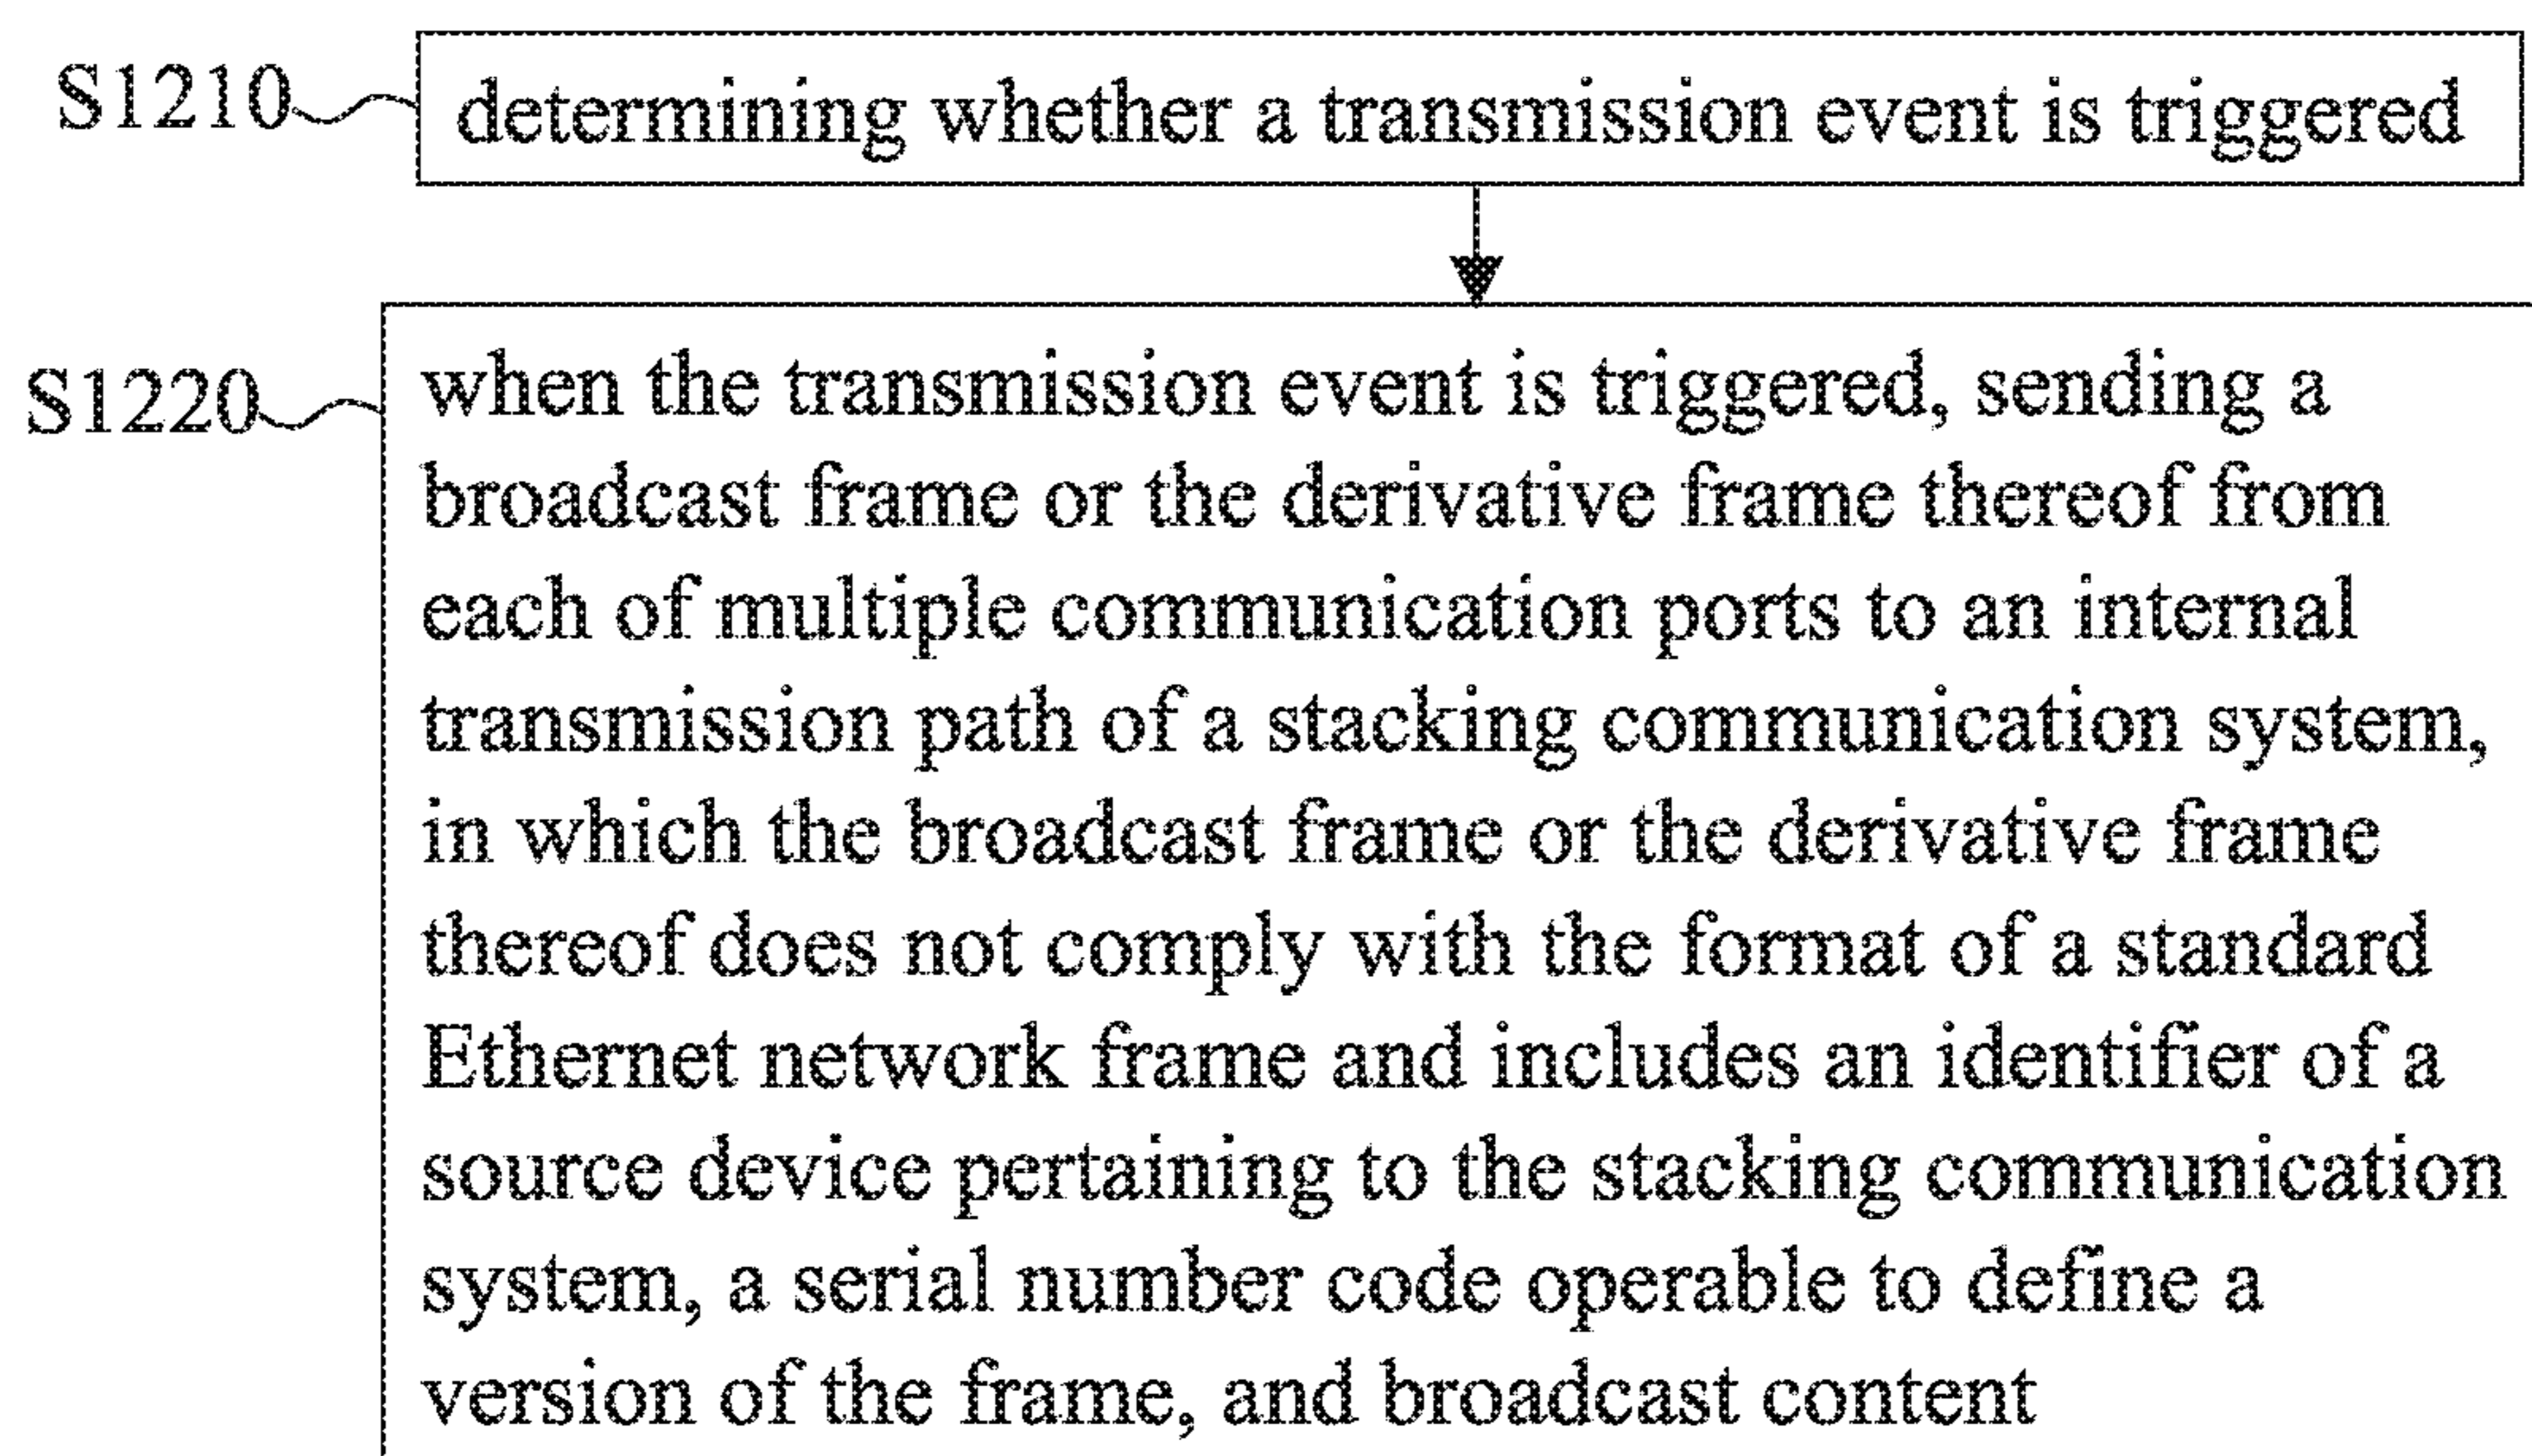 S1210 determining whether a transmission event is triggered
S1220 when the transmission event is triggered, sending a
broadcast frame or the derivative frame thereof from
each of multiple communication ports to an internal
transmission path of a stacking communication system,
in which the broadcast frame or the derivative frame
thereof does not comply with the format of a standard
Ethernet network frame and includes an identifier of a
source device pertaining to the stacking communication
system, a serial number code operable to define a
version of the frame, and broadcast content